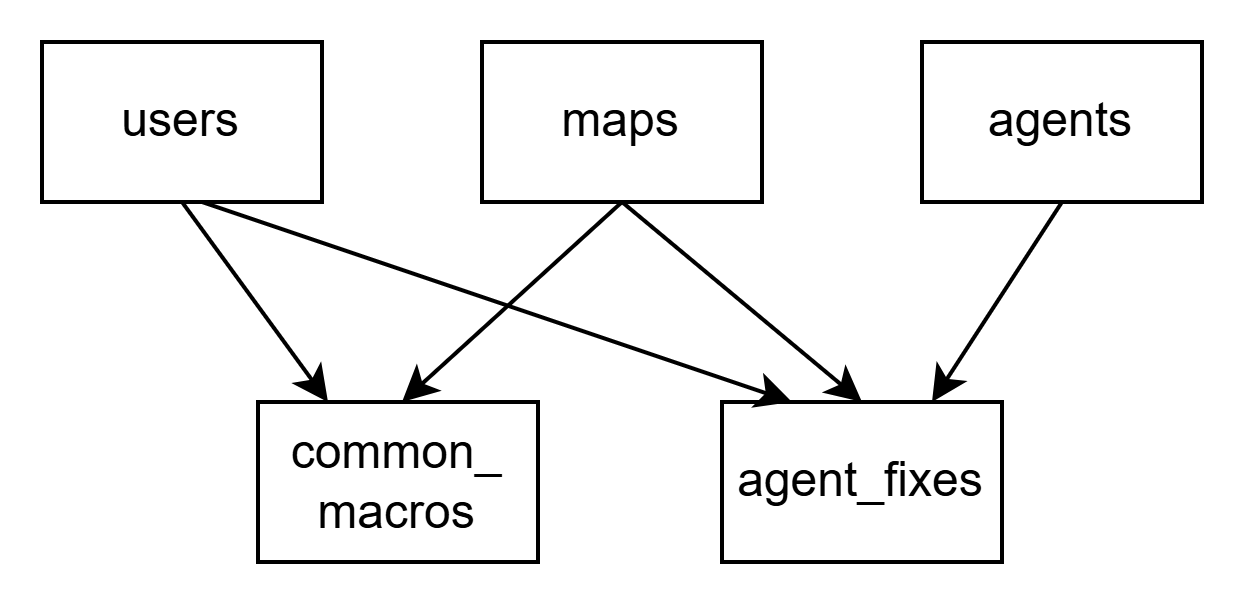 users
maps
agents
common_
macros
agent_fixes